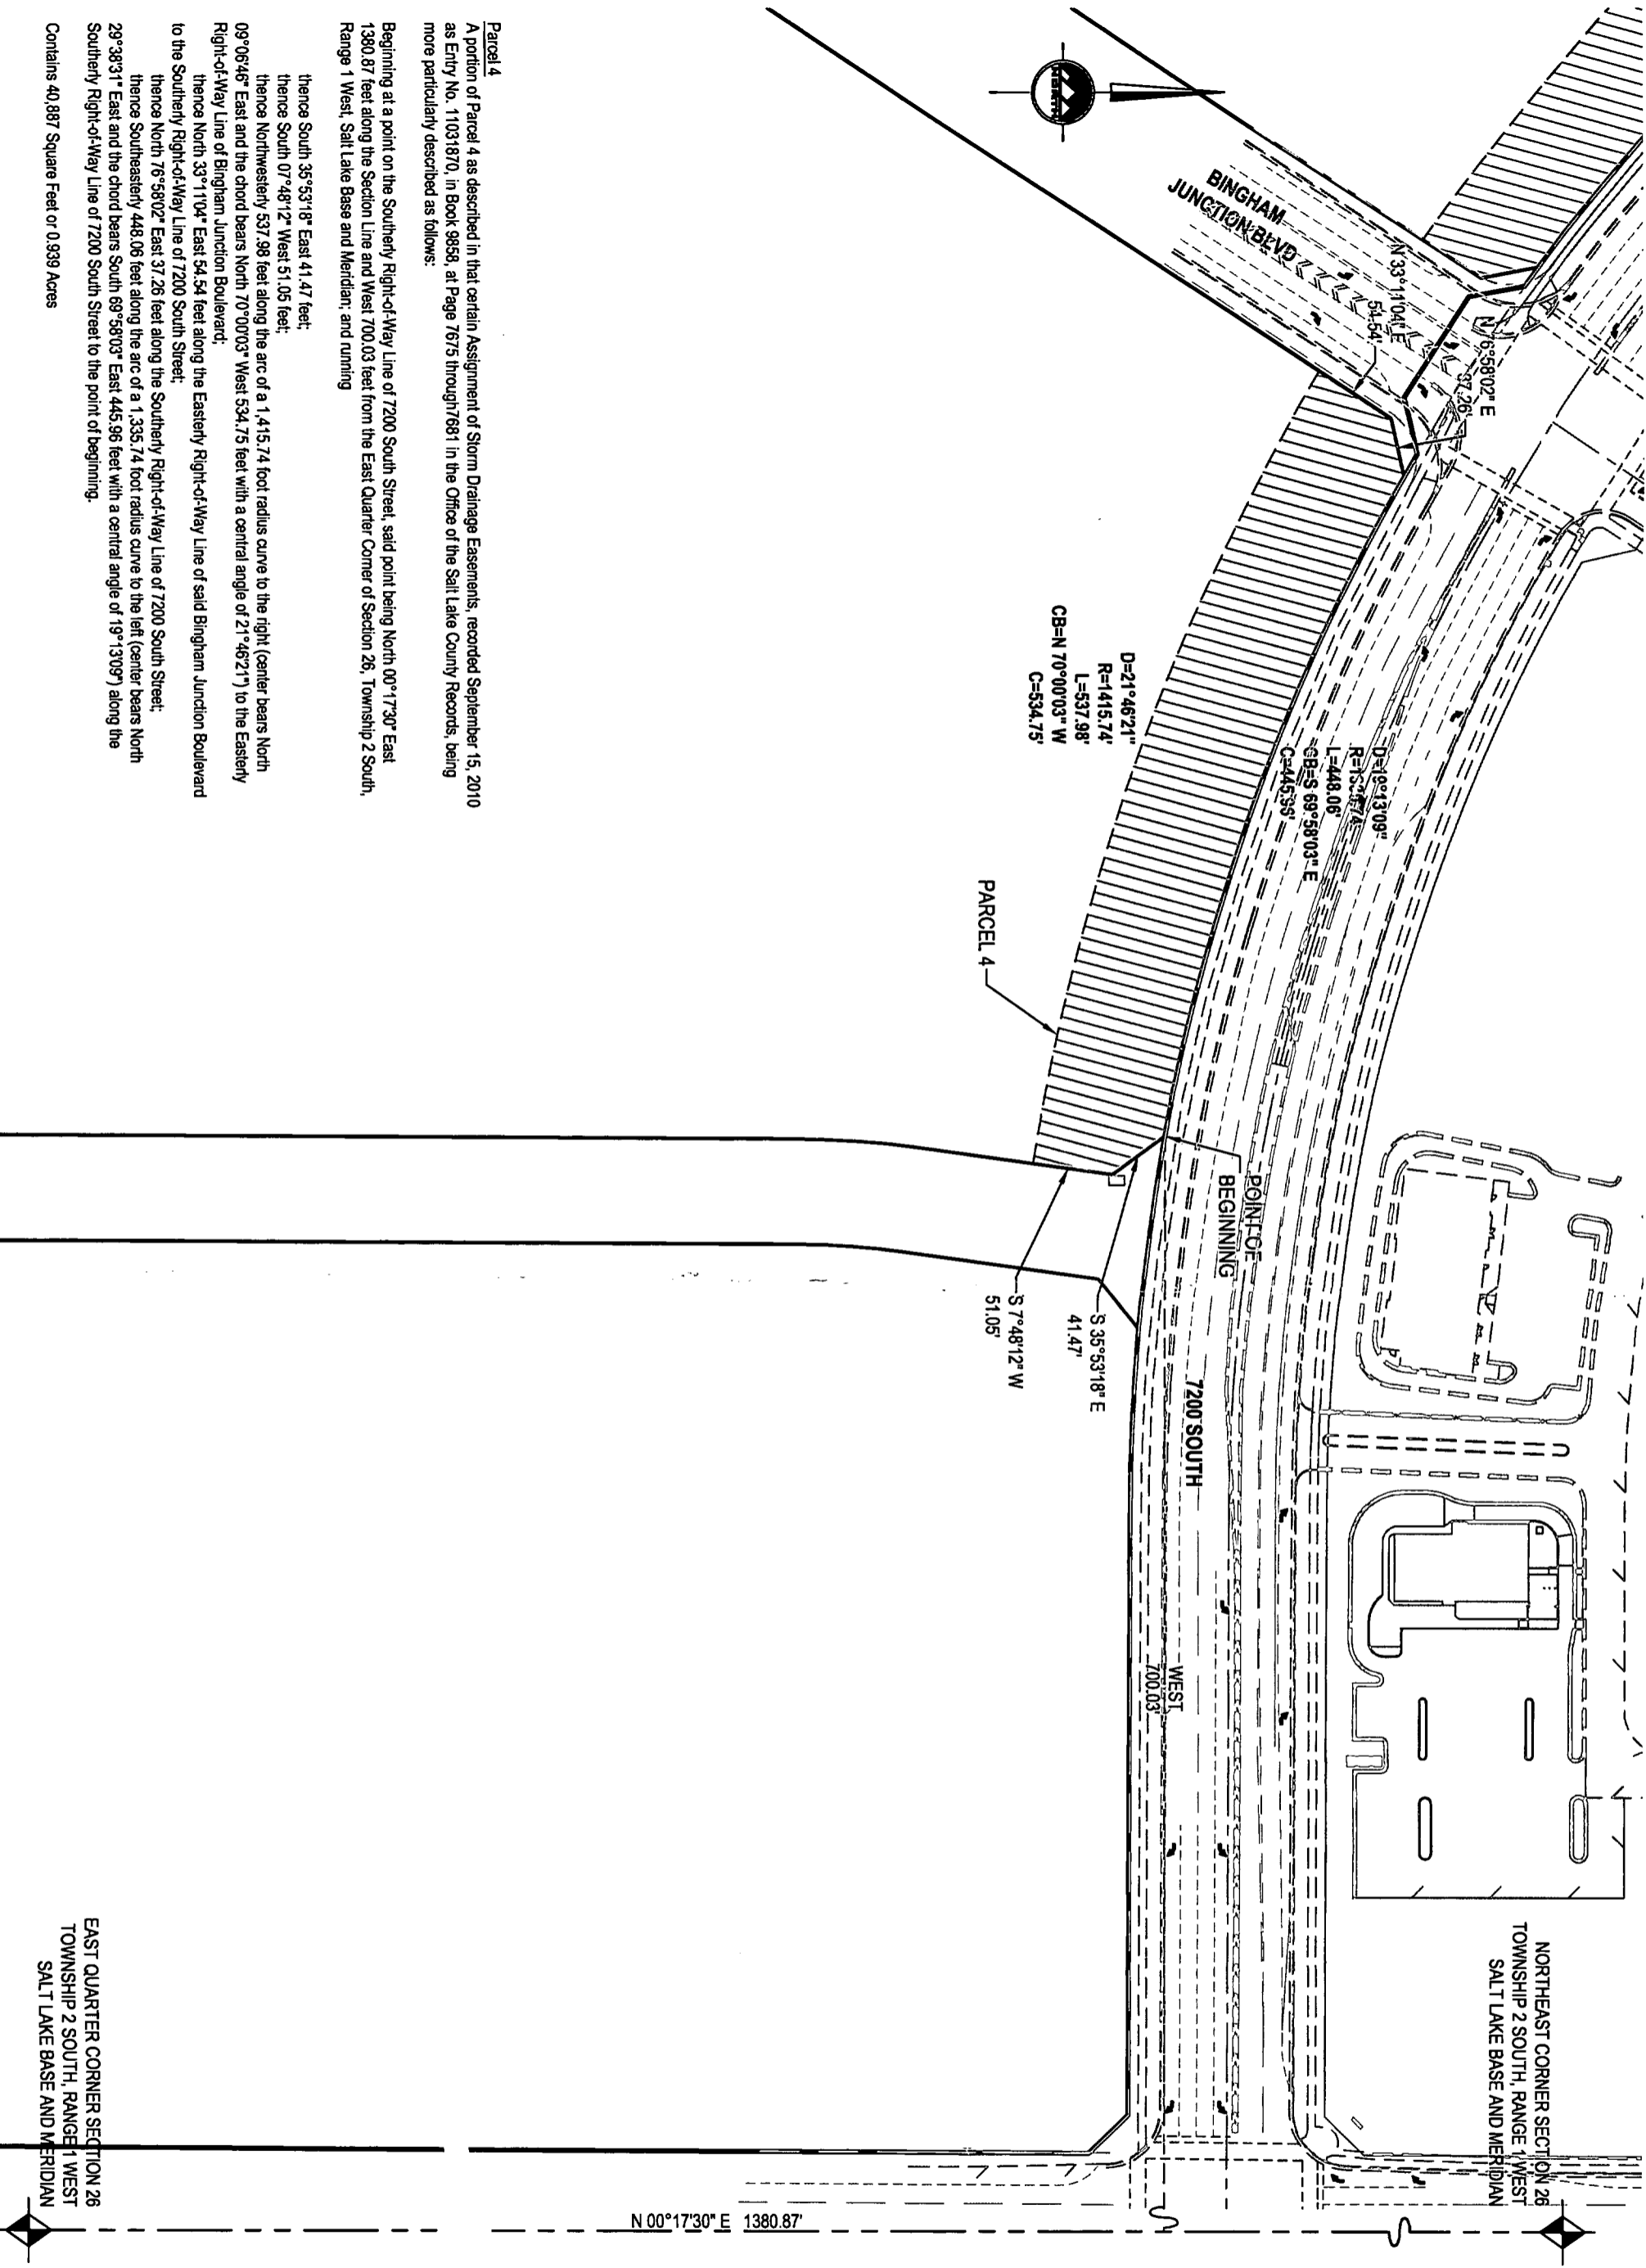 Parcel 4
A portion of Parcel 4 as described in that certain Assignment of Storm Drainage Easements, recorded September 15, 2010
as Entry No. 11031870, in Book 9858, at Page 7675 through7681 in the Office of the Salt Lake County Records, being
more particularly described as follows:
Beginning at a point on the Southerly Right-of-Way Line of 7200 South Street, said point being North 00°17'30" East
1380.87 feet along the Section Line and West 700.03 feet from the East Quarter Corner of Section 26, Township 2 South,
Range 1 West, Salt Lake Base and Meridian; and running
thence South 35°53'18" East 41.47 feet;
thence South 07°48'12" West 51.05 feet;
thence Northwesterly 537.98 feet along the arc of a 1,415.74 foot radius curve to the right (center bears North
09°06'46" East and the chord bears North 70°00'03" West 534.75 feet with a central angle of 21°46'21") to the Easterly
Right-of-Way Line of Bingham Junction Boulevard;
thence North 33°11'04" East 54.54 feet along the Easterly Right-of-Way Line of said Bingham Junction Boulevard
to the Southerly Right-of-Way Line of 7200 South Street;
thence North 76°58'02" East 37.26 feet along the Southerly Right-of-Way Line of 7200 South Street;
thence Southeasterly 448.06 feet along the arc of a 1,335.74 foot radius curve to the left (center bears North
29°38'31" East and the chord bears South 69°58'03" East 445.96 feet with a central angle of 19°13'09") along the
Southerly Right-of-Way Line of 7200 South Street to the point of beginning.
Contains 40,887 Square Feet or 0.939 Acres
NORTH
BINGHAM
JUNCTION BLVD
N 33°11'04" E
54.54'
N 76°58'02" E
37.26'
D=21°46'21"
R=1415.74'
L=537.98'
CB=N 70°00'03" W
C=534.75'
D=19°13'09"
R=1335.74'
L=448.06'
CB=S 69°58'03" E
C=445.96'
PARCEL 4
POINT OF
BEGINNING
S 35°53'18" E
41.47'
S 7°48'12" W
51.05'
7200 SOUTH
WEST
700.03'
NORTHEAST CORNER SECTION 26
TOWNSHIP 2 SOUTH, RANGE 1 WEST
SALT LAKE BASE AND MERIDIAN
EAST QUARTER CORNER SECTION 26
TOWNSHIP 2 SOUTH, RANGE 1 WEST
SALT LAKE BASE AND MERIDIAN
N 00°17'30" E 1380.87'